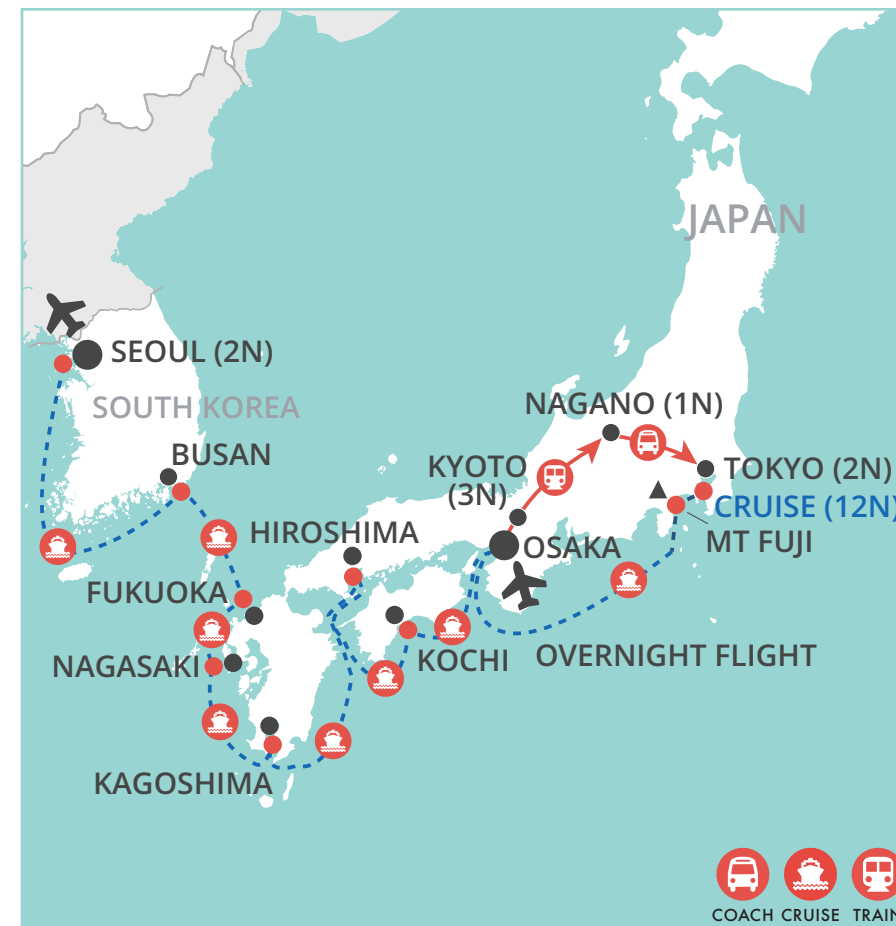 JAPAN
SEOUL (2N)
SOUTH KOREA
NAGANO (1N)
BUSAN
KYOTO
(3N)
TOKYO (2N)
CRUISE (12N)
HIROSHIMA
OSAKA
MT FUJI
FUKUOKA
KOCHI
OVERNIGHT FLIGHT
NAGASAKI
KAGOSHIMA
COACH CRUISE TRAIN